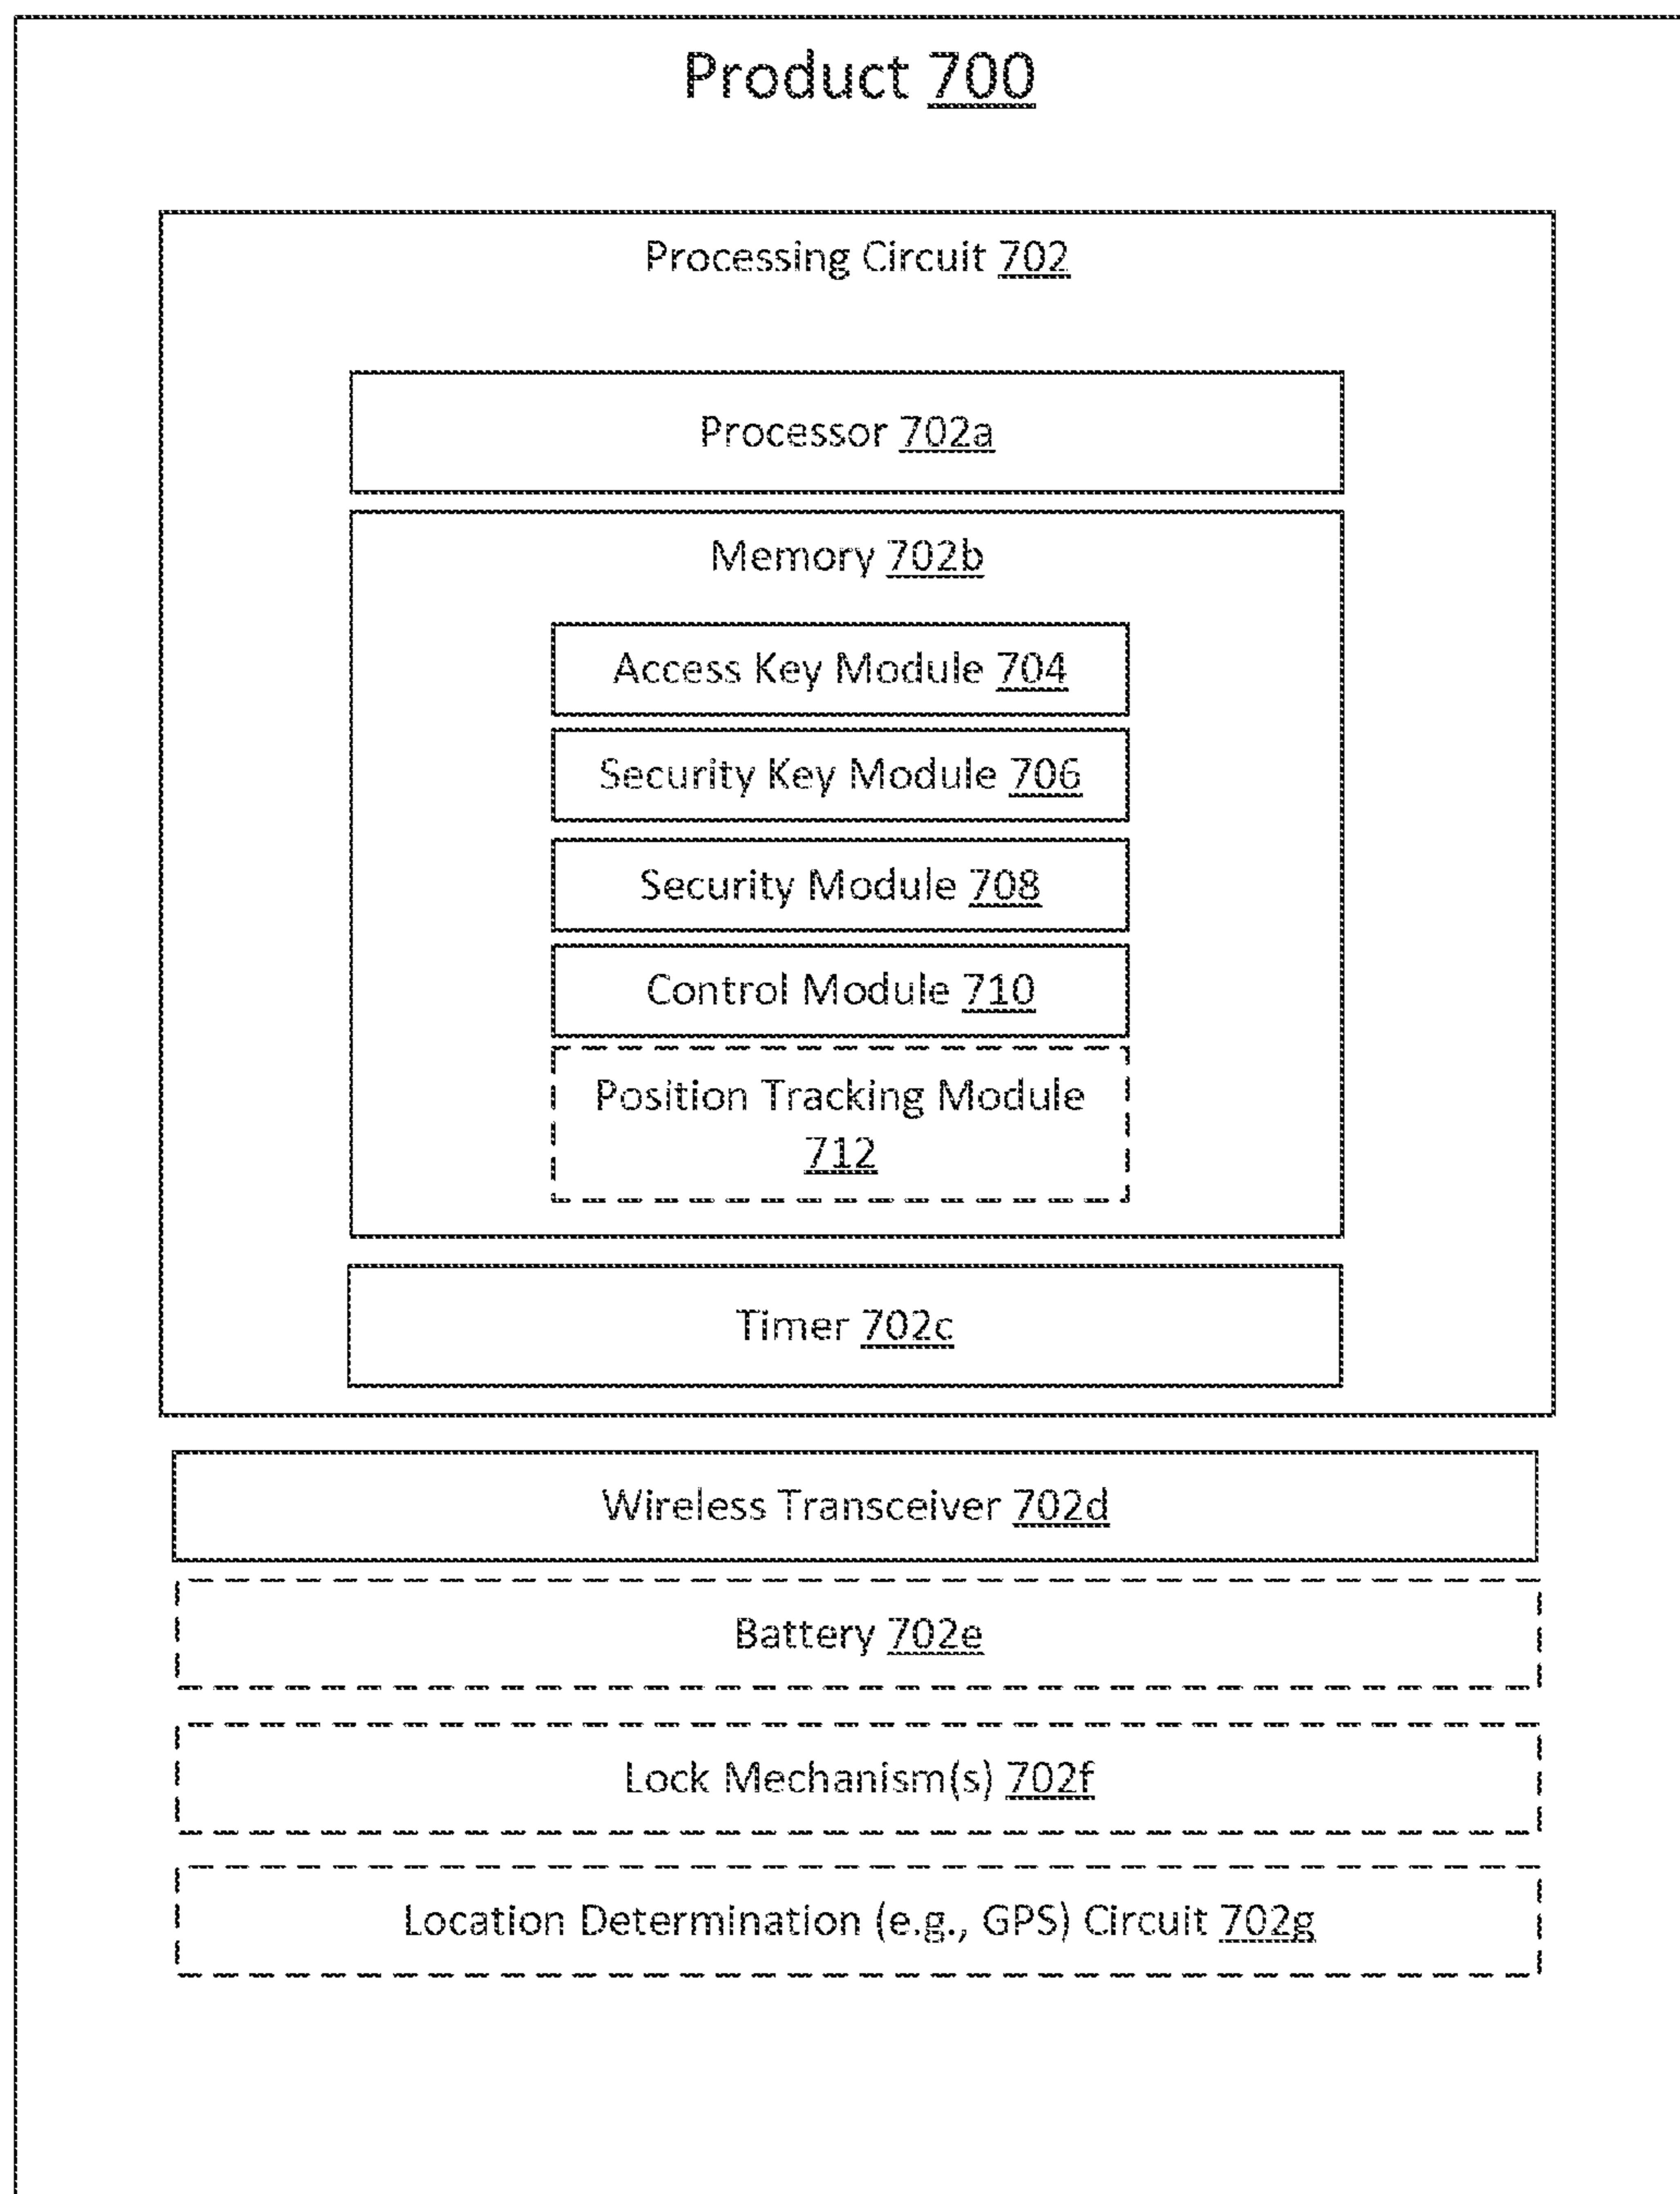 Product 700
Processing Circuit 702
Processor 702a
Memory 702b
Access Key Module 704
Security Key Module 706
Security Module 708
Control Module 710
Position Tracking Module
712
Timer 702c
Wireless Transceiver 702d
Battery 702e
Lock Mechanism(s) 702f
Location Determination (e.g., GPS) Circuit 702g